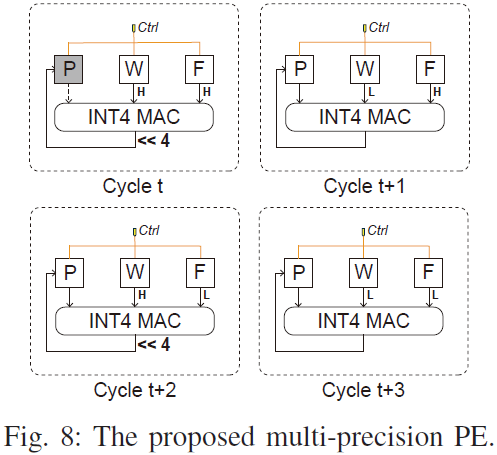 Ctrl Ctrl
P W F P W F
H H L H
INT4 MAC INT4 MAC
<< 4
Cycle t Cycle t+1
Ctrl Ctrl
P W F P W F
H L L L
INT4 MAC INT4 MAC
<< 4
Cycle t+2 Cycle t+3
Fig. 8: The proposed multi-precision PE.